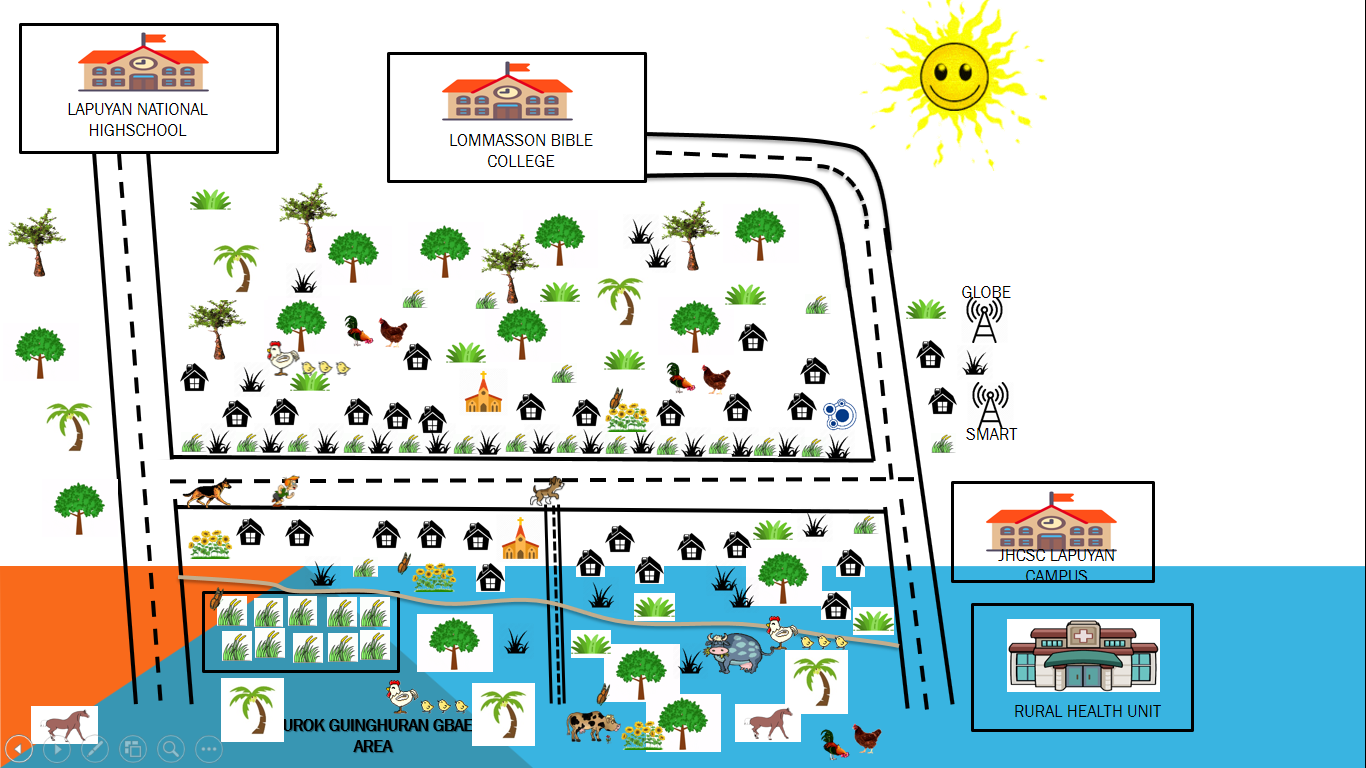 LAPUYAN NATIONAL
HIGHSCHOOL
LOMMASSON BIBLE
COLLEGE
GLOBE
SMART
JHCSC LAPUYAN
CAMPUS
RURAL HEALTH UNIT
UROK GUINGHURAN GBAE
AREA